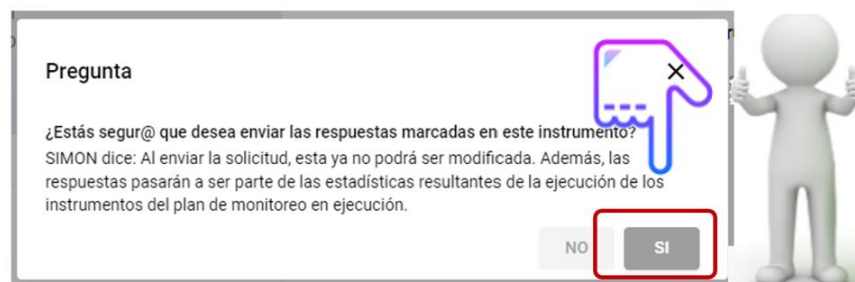 Pregunta
¿Estás segur@ que desea enviar las respuestas marcadas en este instrumento?
SIMON dice: Al enviar la solicitud, esta ya no podrá ser modificada. Además, las
respuestas pasarán a ser parte de las estadísticas resultantes de la ejecución de los
instrumentos del plan de monitoreo en ejecución.
NO
SI